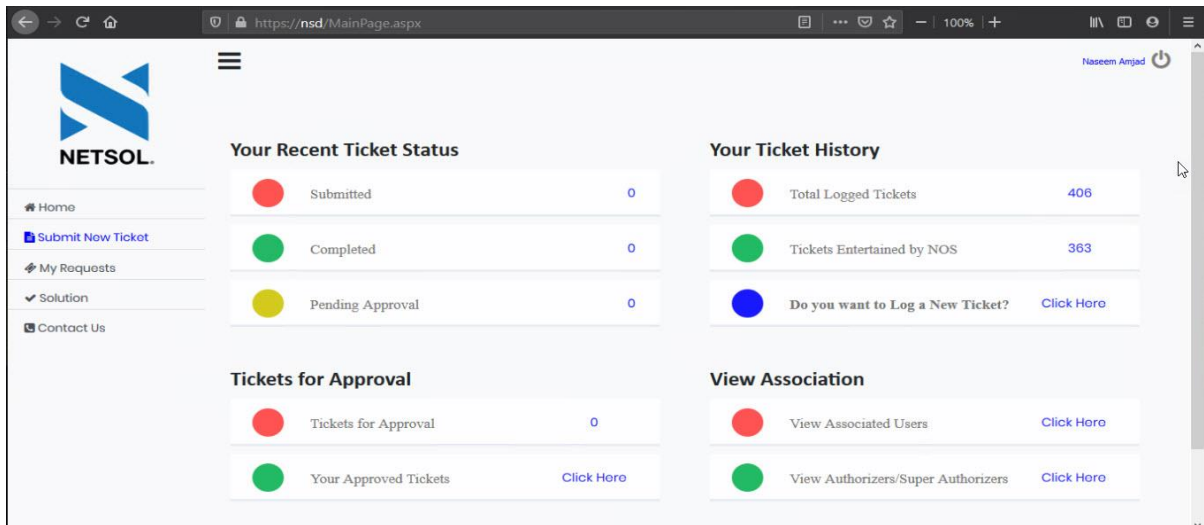 https://nsd/MainPage.aspx
100%
NETSOL.
Naseem Amjad
Home
Submit New Ticket
My Requests
Solution
Contact Us
Your Recent Ticket Status
Submitted 0
Completed 0
Pending Approval 0
Your Ticket History
Total Logged Tickets 406
Tickets Entertained by NOS 363
Do you want to Log a New Ticket? Click Here
Tickets for Approval
Tickets for Approval 0
Your Approved Tickets Click Here
View Association
View Associated Users Click Here
View Authorizers/Super Authorizers Click Here